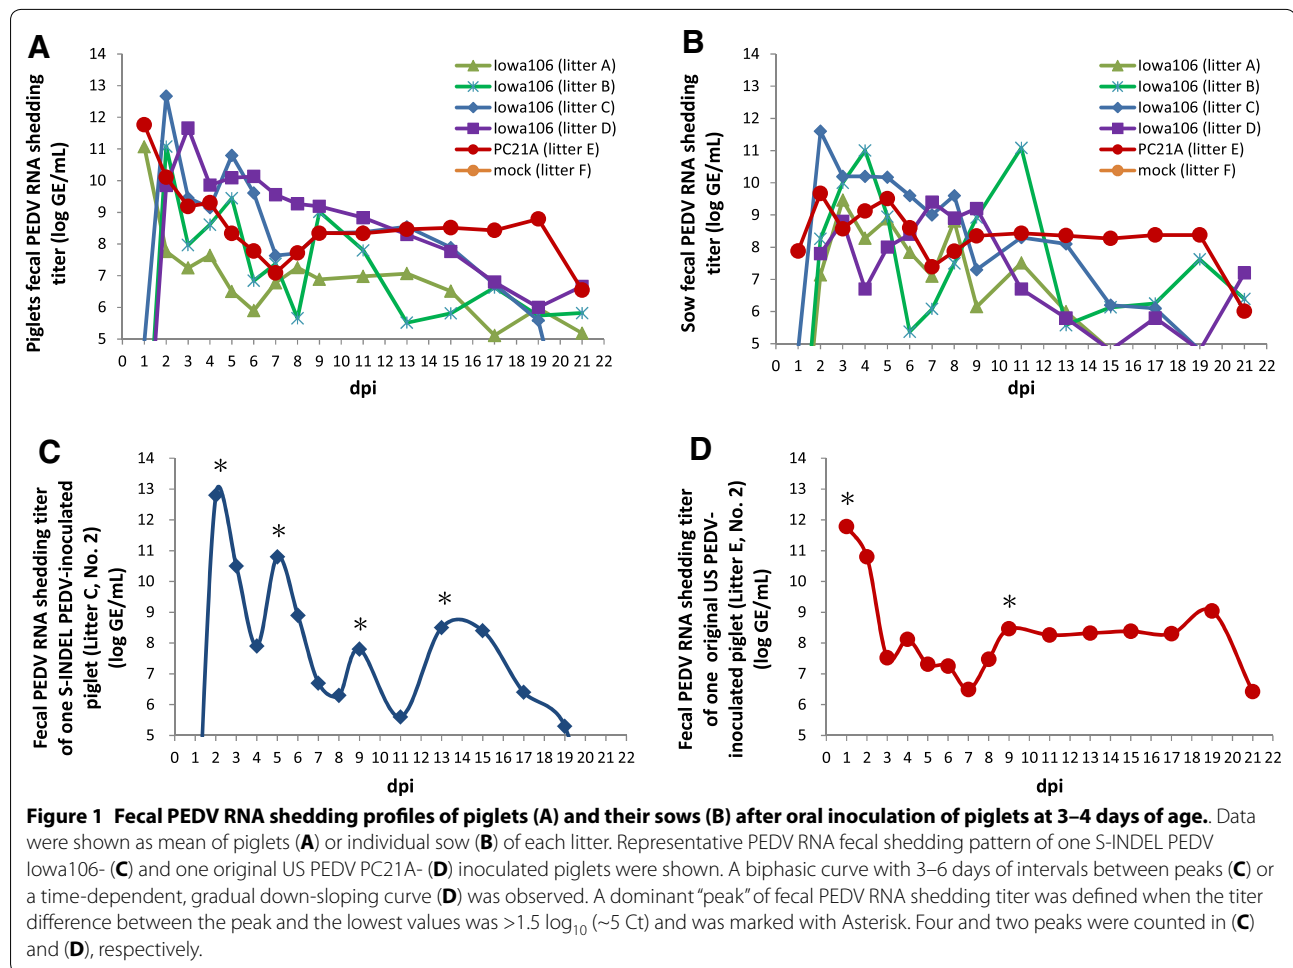 A
Piglets fecal PEDV RNA shedding
titer (log GE/mL)
14
13
12
11
10
9
8
7
6
5
0 1 2 3 4 5 6 7 8 9 10 11 12 13 14 15 16 17 18 19 20 21 22
dpi
Iowa106 (litter A)
Iowa106 (litter B)
Iowa106 (litter C)
Iowa106 (litter D)
PC21A (litter E)
mock (litter F)
B
Sow fecal PEDV RNA shedding
titer (log GE/mL)
14
13
12
11
10
9
8
7
6
5
0 1 2 3 4 5 6 7 8 9 10 11 12 13 14 15 16 17 18 19 20 21 22
dpi
Iowa106 (litter A)
Iowa106 (litter B)
Iowa106 (litter C)
Iowa106 (litter D)
PC21A (litter E)
mock (litter F)
C
Fecal PEDV RNA shedding titer
of one S-INDEL PEDV-inoculated
piglet (Litter C, No. 2)
(log GE/mL)
14
13
12
11
10
9
8
7
6
5
* * * *
0 1 2 3 4 5 6 7 8 9 10 11 12 13 14 15 16 17 18 19 20 21 22
dpi
D
Fecal PEDV RNA shedding titer
of one original US PEDV-
inoculated piglet (Litter E, No. 2)
(log GE/mL)
14
13
12
11
10
9
8
7
6
5
* *
0 1 2 3 4 5 6 7 8 9 10 11 12 13 14 15 16 17 18 19 20 21 22
dpi
Figure 1 Fecal PEDV RNA shedding profiles of piglets (A) and their sows (B) after oral inoculation of piglets at 3–4 days of age.. Data
were shown as mean of piglets (A) or individual sow (B) of each litter. Representative PEDV RNA fecal shedding pattern of one S-INDEL PEDV
Iowa106- (C) and one original US PEDV PC21A- (D) inoculated piglets were shown. A biphasic curve with 3–6 days of intervals between peaks (C) or
a time-dependent, gradual down-sloping curve (D) was observed. A dominant “peak” of fecal PEDV RNA shedding titer was defined when the titer
difference between the peak and the lowest values was >1.5 log10 (~5 Ct) and was marked with Asterisk. Four and two peaks were counted in (C)
and (D), respectively.